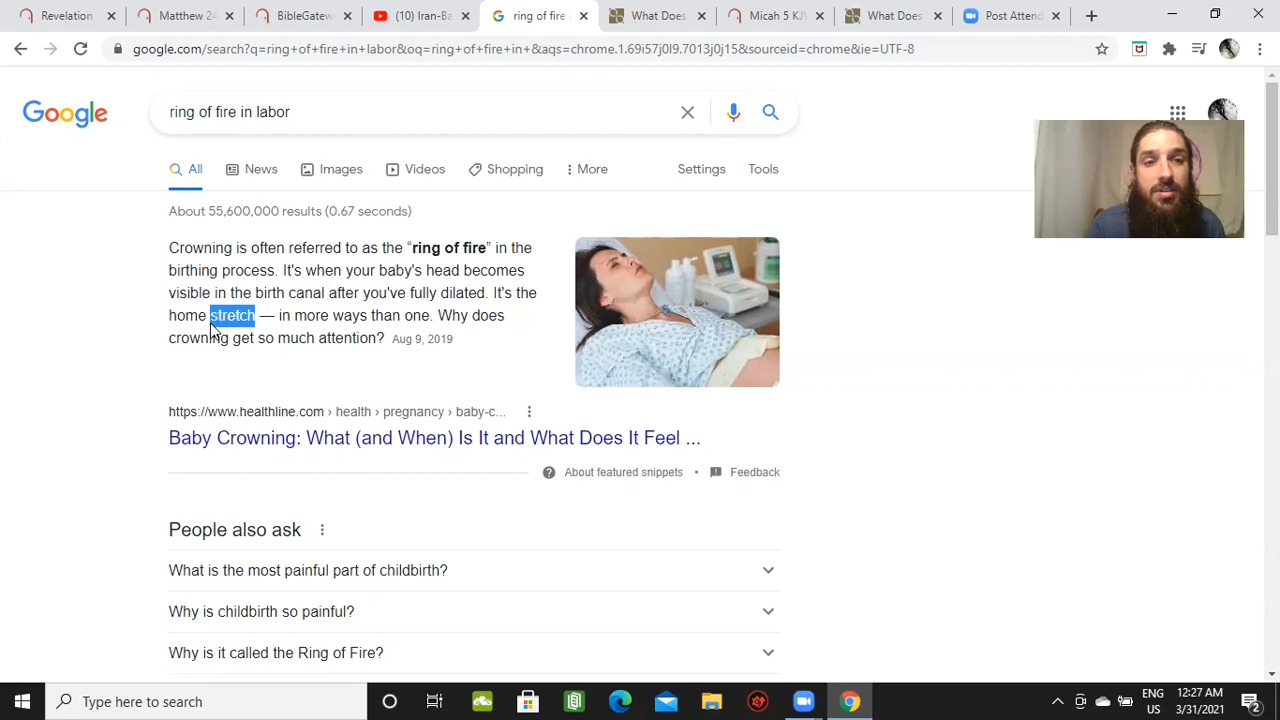 Revelation
Matthew 24
BibleGatew
(10) Iran-Ba
ring of fire i
What Does
Micah 5 KJV
What Does
Post Attend
google.com/search?q=ring+of+fire+in+labor&oq=ring+of+fire+in+&aqs=chrome.1.69i57j0l9.7013j0j15&sourceid=chrome&ie=UTF-8
Google
ring of fire in labor
All
News
Images
Videos
Shopping
More
Settings
Tools
About 55,600,000 results (0.67 seconds)
Crowning is often referred to as the “ring of fire” in the
birthing process. It's when your baby's head becomes
visible in the birth canal after you've fully dilated. It's the
home stretch — in more ways than one. Why does
crowning get so much attention? Aug 9, 2019
https://www.healthline.com › health › pregnancy › baby-c...
Baby Crowning: What (and When) Is It and What Does It Feel ...
About featured snippets • Feedback
People also ask
What is the most painful part of childbirth?
Why is childbirth so painful?
Why is it called the Ring of Fire?
Type here to search
ENG
US
12:27 AM
3/31/2021
2